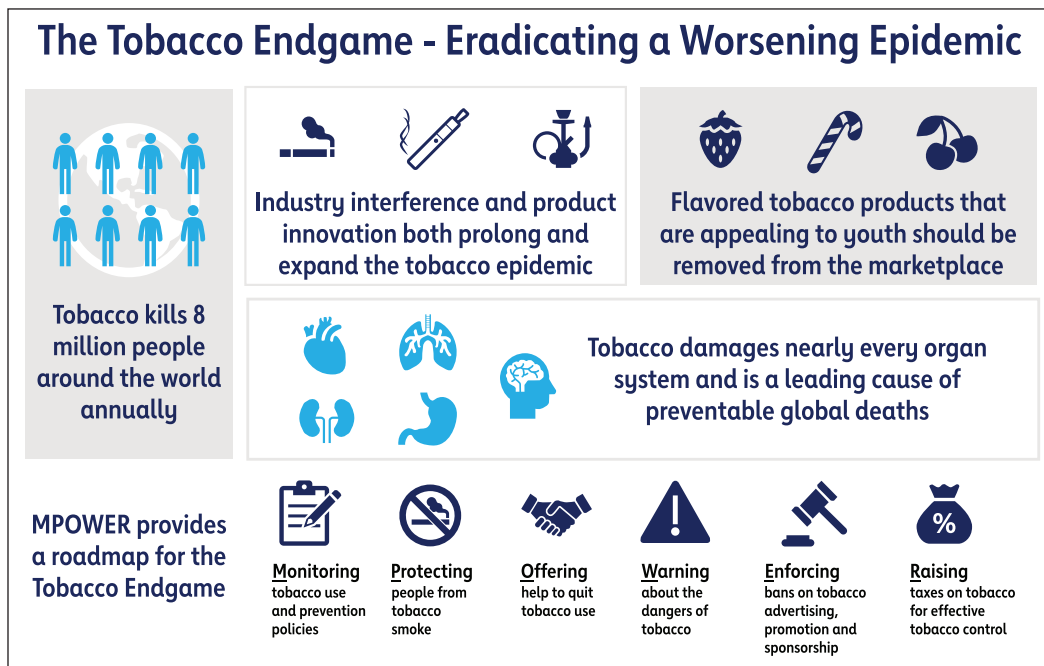 The Tobacco Endgame - Eradicating a Worsening Epidemic
Tobacco kills 8
million people
around the world
annually
Industry interference and product
innovation both prolong and
expand the tobacco epidemic
Flavored tobacco products that
are appealing to youth should be
removed from the marketplace
Tobacco damages nearly every organ
system and is a leading cause of
preventable global deaths
MPOWER provides
a roadmap for the
Tobacco Endgame
Monitoring
tobacco use
and prevention
policies
Protecting
people from
tobacco
smoke
Offering
help to quit
tobacco use
Warning
about the
dangers of
tobacco
Enforcing
bans on tobacco
advertising,
promotion and
sponsorship
%
Raising
taxes on tobacco
for effective
tobacco control